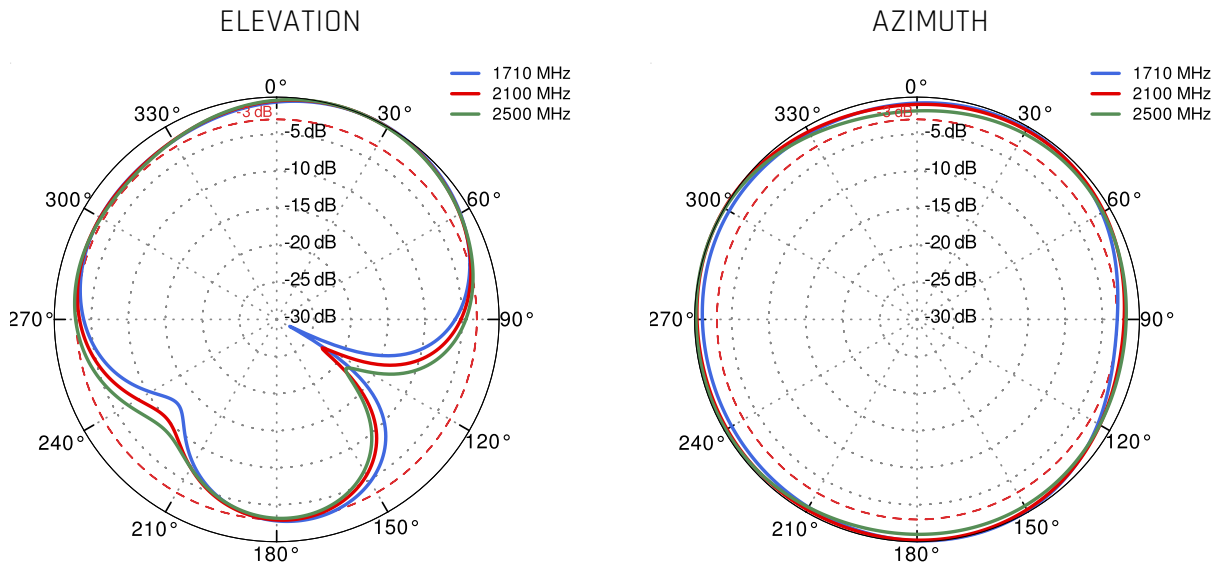 ELEVATION
1710 MHz
2100 MHz
2500 MHz
0°
-3 dB
30°
330°
-5 dB
-10 dB
300°
60°
-15 dB
-20 dB
-25 dB
-30 dB
270°
90°
240°
120°
210°
150°
180°
AZIMUTH
1710 MHz
2100 MHz
2500 MHz
0°
-3 dB
30°
330°
-5 dB
-10 dB
300°
60°
-15 dB
-20 dB
-25 dB
-30 dB
270°
90°
240°
120°
210°
150°
180°